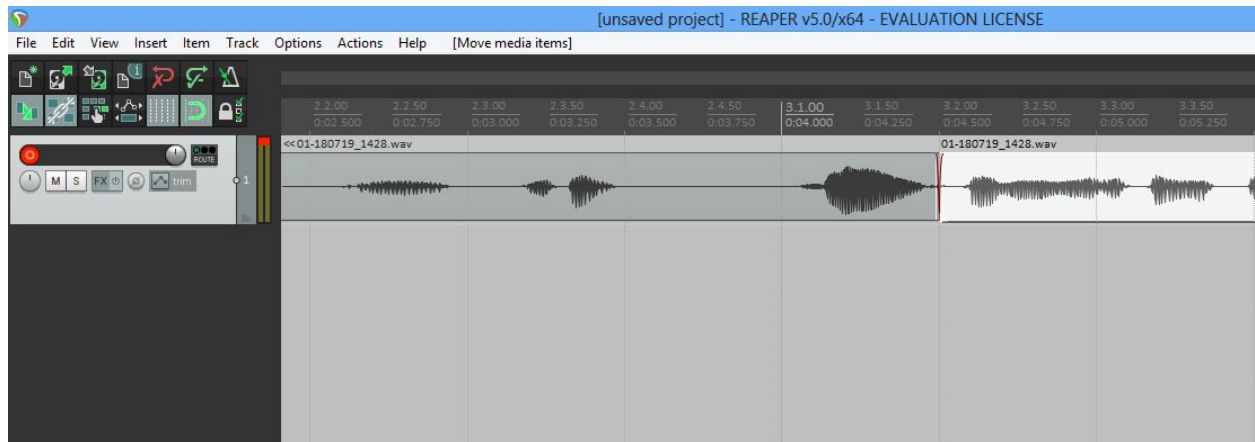 [unsaved project] - REAPER v5.0/x64 - EVALUATION LICENSE
File Edit View Insert Item Track Options Actions Help [Move media items]
2.2.00 2.2.50 2.3.00 2.3.50 2.4.00 2.4.50 3.1.00 3.1.50 3.2.00 3.2.50 3.3.00 3.3.50
0:02.500 0:02.750 0:03.000 0:03.250 0:03.500 0:03.750 0:04.000 0:04.250 0:04.500 0:04.750 0:05.000 0:05.250
<<01-180719_1428.wav 01-180719_1428.wav
ROUTE
M S FX trim 1